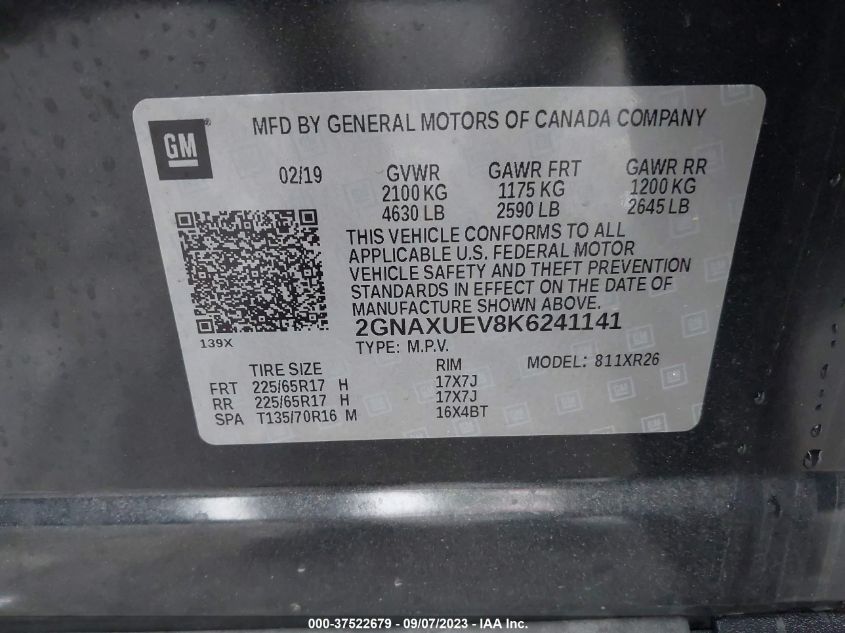 GM
MFD BY GENERAL MOTORS OF CANADA COMPANY
02/19 GVWR GAWR FRT GAWR RR
2100 KG 1175 KG 1200 KG
4630 LB 2590 LB 2645 LB
THIS VEHICLE CONFORMS TO ALL
APPLICABLE U.S. FEDERAL MOTOR
VEHICLE SAFETY AND THEFT PREVENTION
STANDARDS IN EFFECT ON THE DATE OF
MANUFACTURE SHOWN ABOVE.
2GNAXUEV8K6241141
139X
TYPE: M.P.V. MODEL: 811XR26
TIRE SIZE RIM
FRT 225/65R17 H 17X7J
RR 225/65R17 H 17X7J
SPA T135/70R16 M 16X4BT
000-37522679 - 09/07/2023 - IAA Inc.